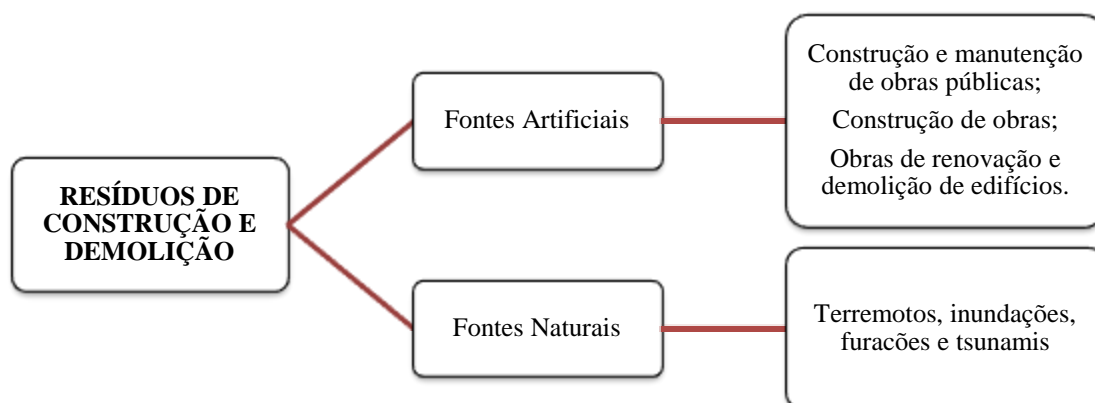 RESÍDUOS DE
CONSTRUÇÃO E
DEMOLIÇÃO
Fontes Artificiais
Construção e manutenção
de obras públicas;
Construção de obras;
Obras de renovação e
demolição de edifícios.
Fontes Naturais
Terremotos, inundações,
furacões e tsunamis